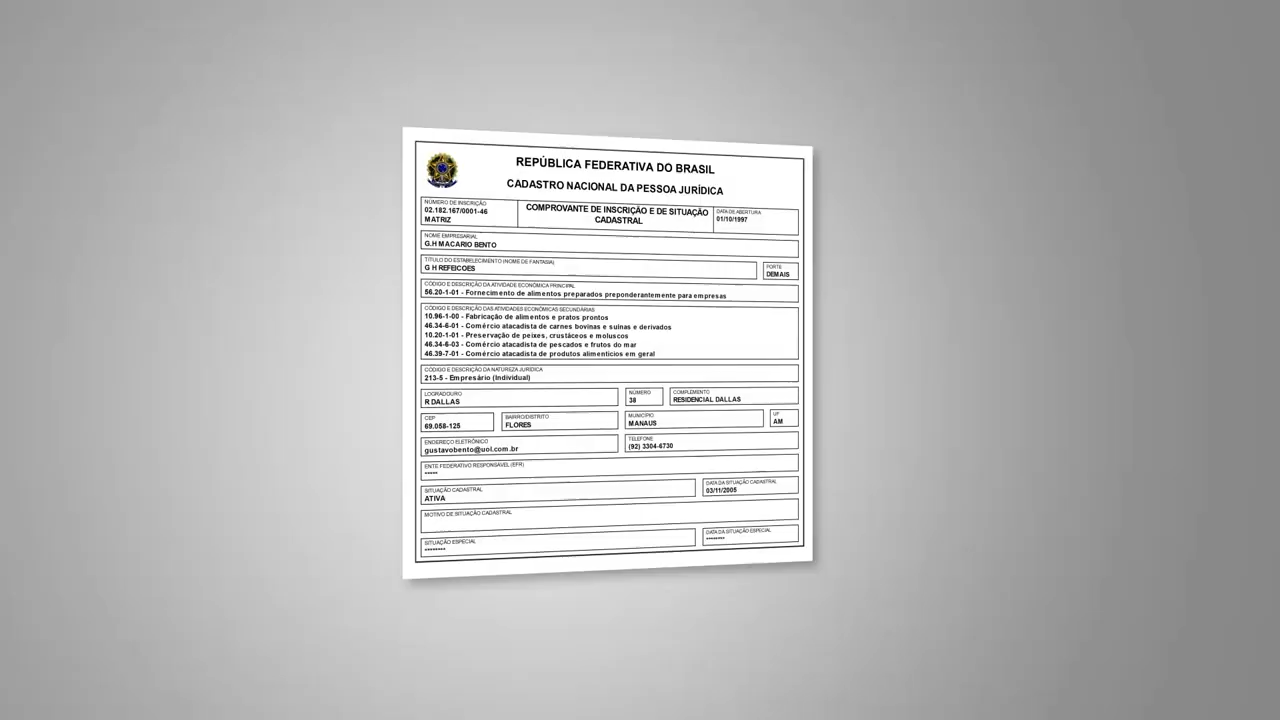 REPÚBLICA FEDERATIVA DO BRASIL
CADASTRO NACIONAL DA PESSOA JURÍDICA
NÚMERO DE INSCRIÇÃO
02.182.167/0001-46
MATRIZ
COMPROVANTE DE INSCRIÇÃO E DE SITUAÇÃO
CADASTRAL
DATA DE ABERTURA
01/10/1997
NOME EMPRESARIAL
G.H MACARIO BENTO
TÍTULO DO ESTABELECIMENTO (NOME DE FANTASIA)
G H REFEICOES
PORTE
DEMAIS
CÓDIGO E DESCRIÇÃO DA ATIVIDADE ECONÔMICA PRINCIPAL
56.20-1-01 - Fornecimento de alimentos preparados preponderantemente para empresas
CÓDIGO E DESCRIÇÃO DAS ATIVIDADES ECONÔMICAS SECUNDÁRIAS
10.96-1-00 - Fabricação de alimentos e pratos prontos
46.34-6-01 - Comércio atacadista de carnes bovinas e suínas e derivados
10.20-1-01 - Preservação de peixes, crustáceos e moluscos
46.34-6-03 - Comércio atacadista de pescados e frutos do mar
46.39-7-01 - Comércio atacadista de produtos alimentícios em geral
CÓDIGO E DESCRIÇÃO DA NATUREZA JURÍDICA
213-5 - Empresário (Individual)
LOGRADOURO
R DALLAS
NÚMERO
38
COMPLEMENTO
RESIDENCIAL DALLAS
CEP
69.058-125
BAIRRO/DISTRITO
FLORES
MUNICÍPIO
MANAUS
UF
AM
ENDEREÇO ELETRÔNICO
gustavobento@uol.com.br
TELEFONE
(92) 3304-6730
ENTE FEDERATIVO RESPONSÁVEL (EFR)
*****
SITUAÇÃO CADASTRAL
ATIVA
DATA DA SITUAÇÃO CADASTRAL
03/11/2005
MOTIVO DE SITUAÇÃO CADASTRAL
SITUAÇÃO ESPECIAL
********
DATA DA SITUAÇÃO ESPECIAL
********